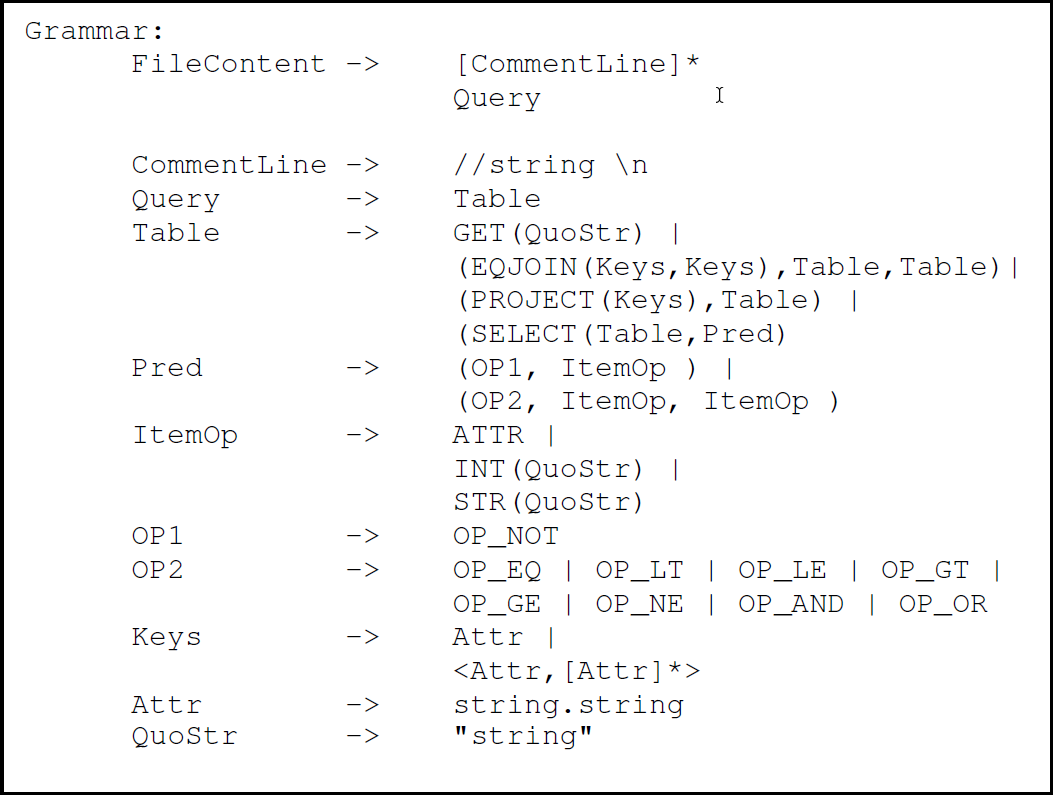 Grammar:
FileContent -> [CommentLine]*
Query
CommentLine -> //string \n
Query -> Table
Table -> GET(QuoStr) |
(EQJOIN(Keys,Keys),Table,Table)|
(PROJECT(Keys),Table) |
(SELECT(Table,Pred)
Pred -> (OP1, ItemOp ) |
(OP2, ItemOp, ItemOp )
ItemOp -> ATTR |
INT(QuoStr) |
STR(QuoStr)
OP1 -> OP_NOT
OP2 -> OP_EQ | OP_LT | OP_LE | OP_GT |
OP_GE | OP_NE | OP_AND | OP_OR
Keys -> Attr |
<Attr,[Attr]*>
Attr -> string.string
QuoStr -> "string"